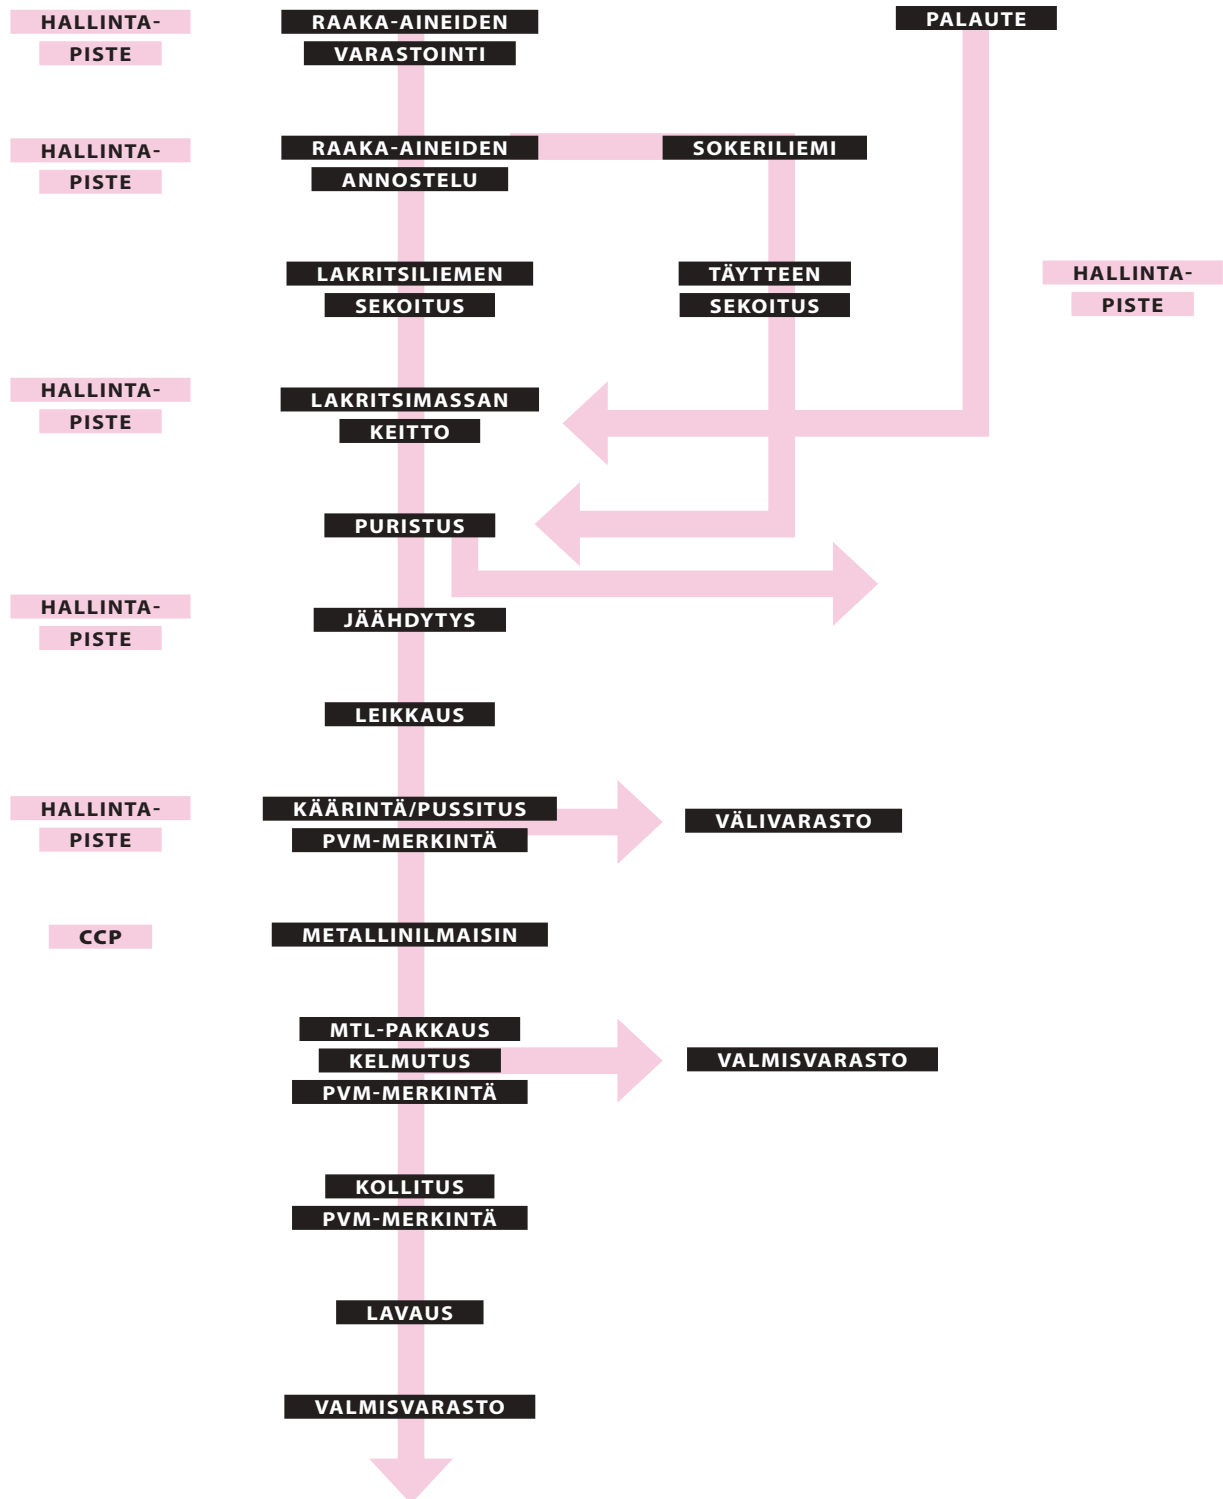 HALLINTA-
PISTE
RAAKA-AINEIDEN
VARASTOINTI
PALAUTE
HALLINTA-
PISTE
RAAKA-AINEIDEN
ANNOSTELU
SOKERILIEMI
LAKRITSILIEMEN
SEKOITUS
TÄYTTEEN
SEKOITUS
HALLINTA-
PISTE
HALLINTA-
PISTE
LAKRITSIMASSAN
KEITTO
PURISTUS
HALLINTA-
PISTE
JÄÄHDYTYS
LEIKKAUS
HALLINTA-
PISTE
KÄÄRINTÄ/PUSSITUS
PVM-MERKINTÄ
VÄLIVARASTO
CCP
METALLINILMAISIN
MTL-PAKKAUS
KELMUTUS
PVM-MERKINTÄ
VALMISVARASTO
KOLLITUS
PVM-MERKINTÄ
LAVAUS
VALMISVARASTO